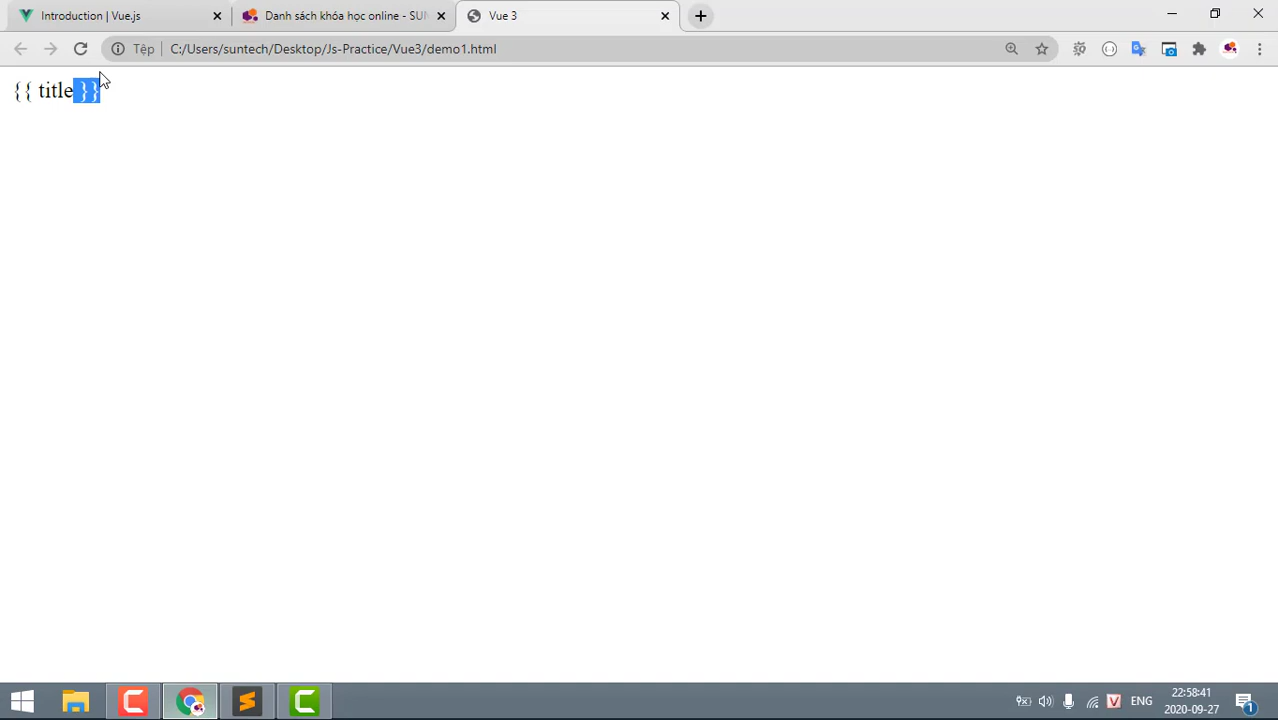 Introduction | Vue.js
Danh sách khóa học online - SUN
Vue 3
Tệp
C:/Users/suntech/Desktop/Js-Practice/Vue3/demo1.html
{{ title }}
ENG
22:58:41
2020-09-27